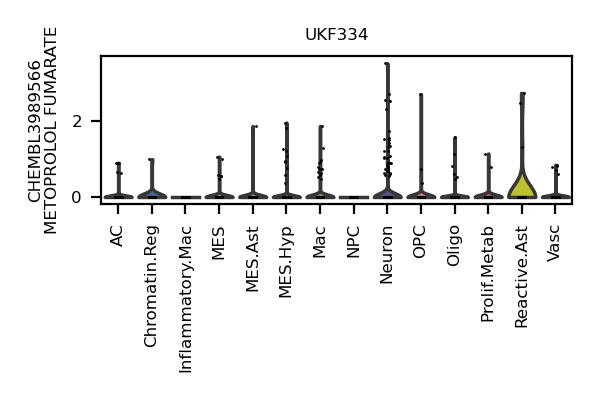 UKF334
CHEMBL3989566
METOPROLOL FUMARATE
2
0
AC
Chromatin.Reg
Inflammatory.Mac
MES
MES.Ast
MES.Hyp
Mac
NPC
Neuron
OPC
Oligo
Prolif.Metab
Reactive.Ast
Vasc